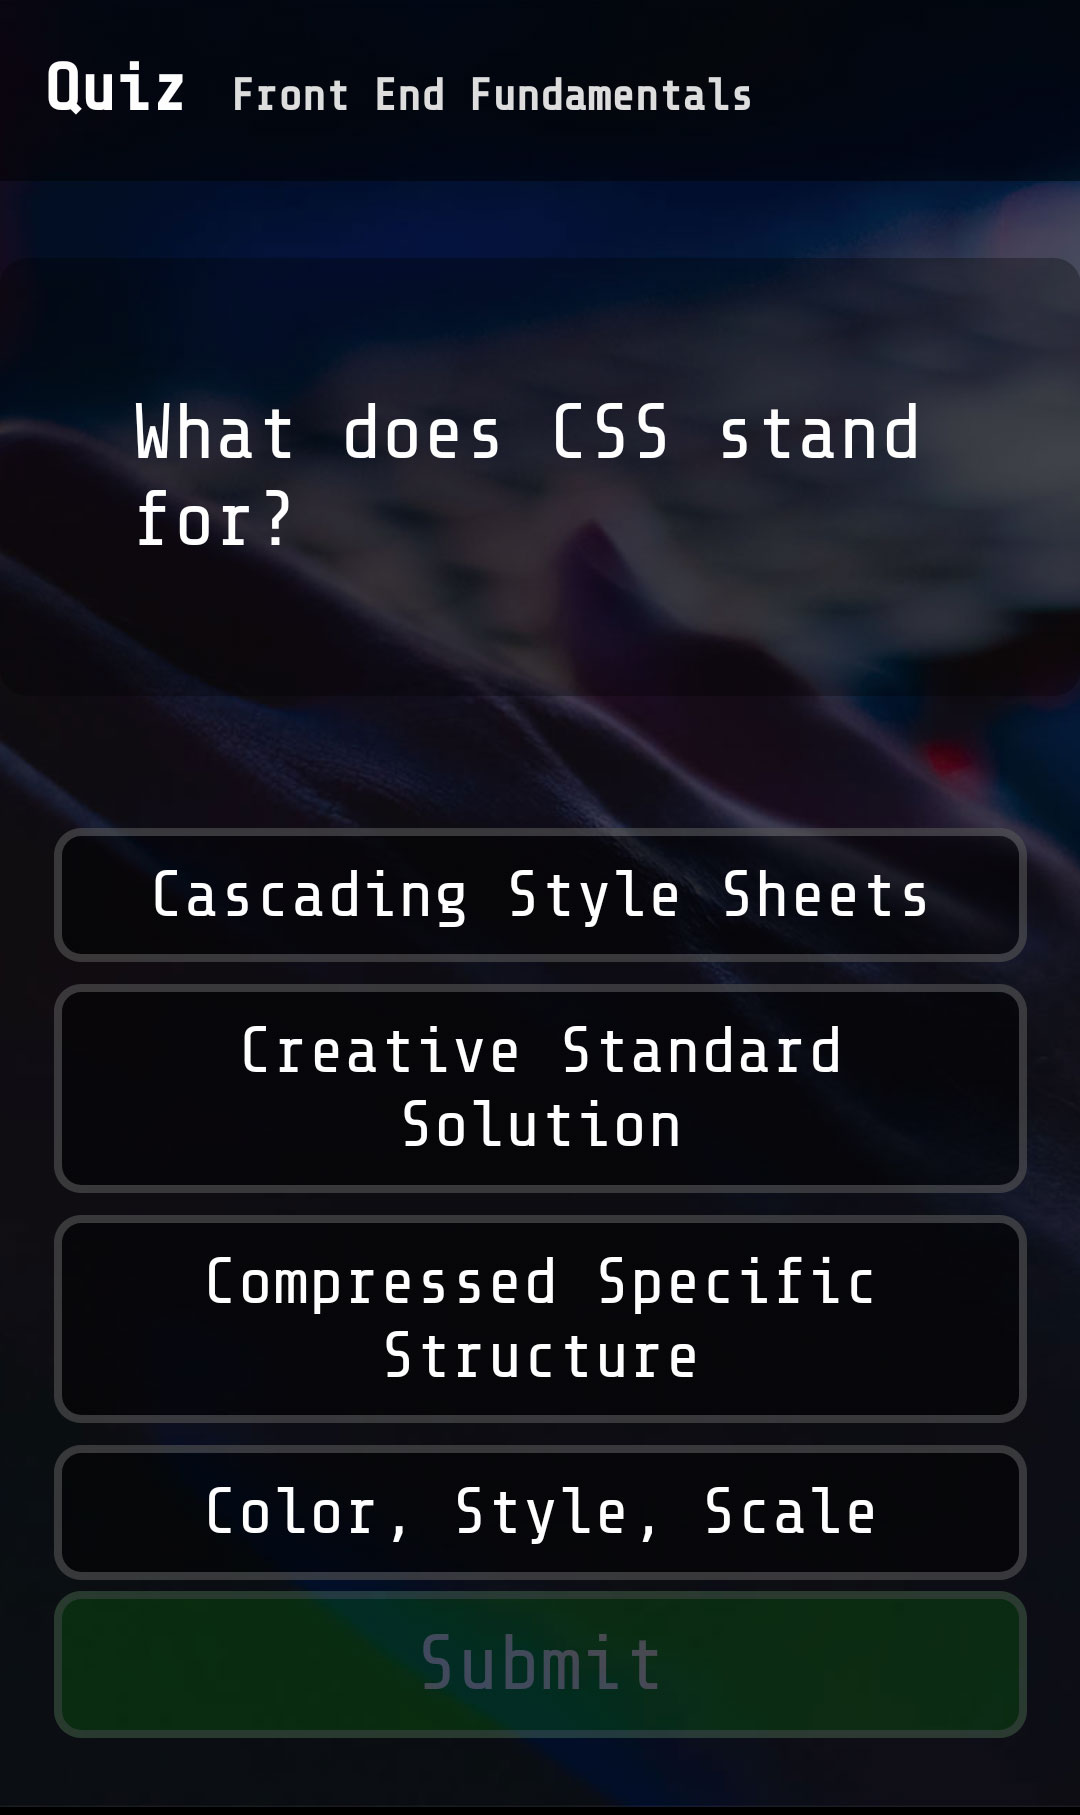 Quiz Front End Fundamentals
What does CSS stand
for?
Cascading Style Sheets
Creative Standard
Solution
Compressed Specific
Structure
Color, Style, Scale
Submit